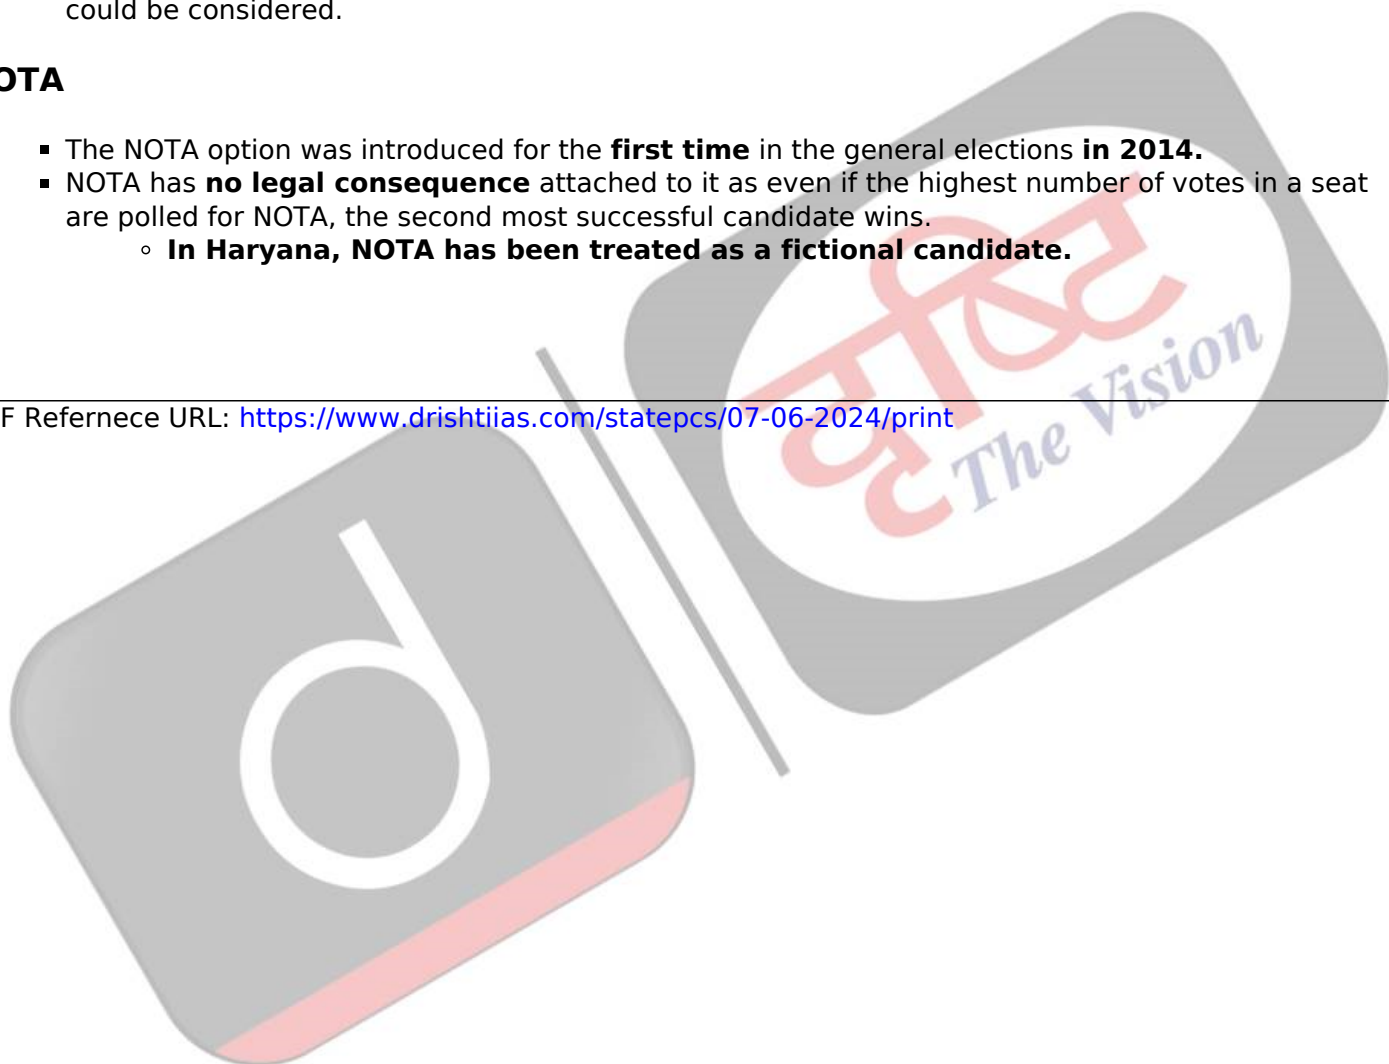 could be considered.
OTA
▪ The NOTA option was introduced for the first time in the general elections in 2014.
▪ NOTA has no legal consequence attached to it as even if the highest number of votes in a seat
are polled for NOTA, the second most successful candidate wins.
◦ In Haryana, NOTA has been treated as a fictional candidate.
F Refernece URL: https://www.drishtiias.com/statepcs/07-06-2024/print
दृष्टि
The Vision
d